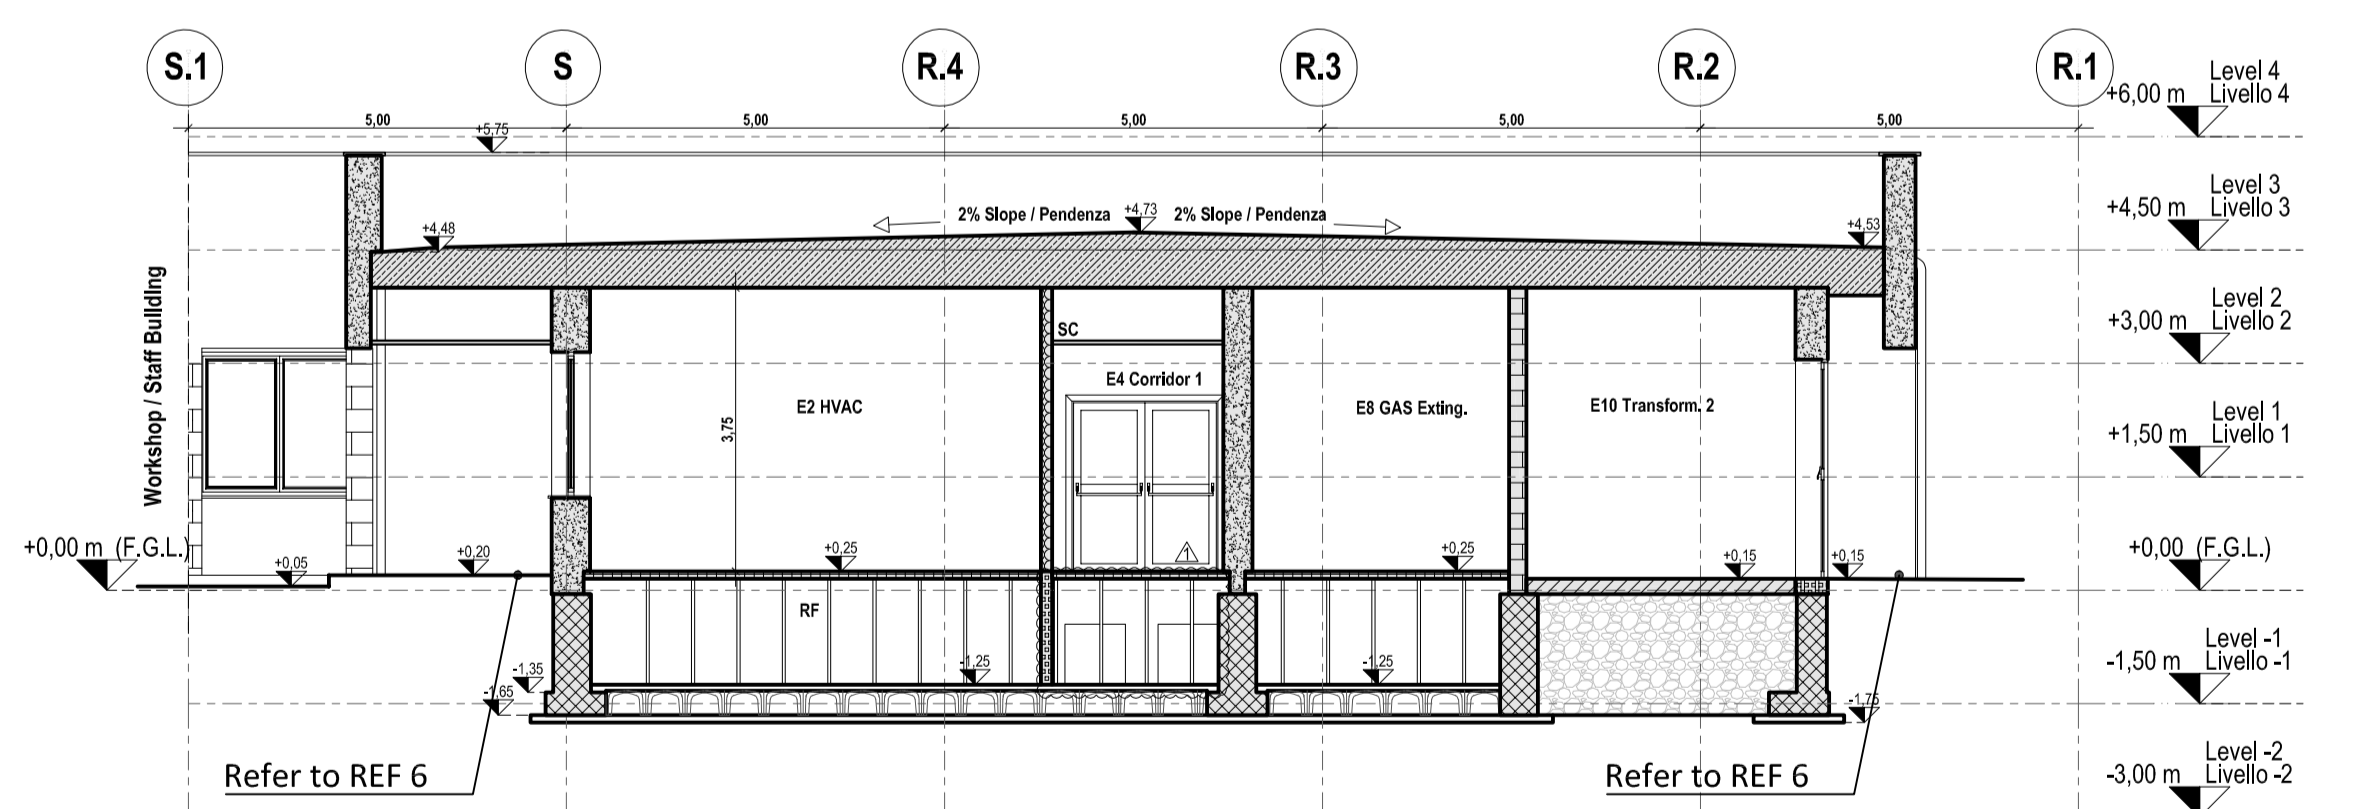 S.1 S R.4 R.3 R.2 R.1
Level 4
+6,00 m Livello 4
5,00 5,00 5,00 5,00 5,00
+5,75
Level 3
+4,50 m Livello 3
2% Slope / Pendenza +4,73 2% Slope / Pendenza
+4,48 +4,53
Workshop / Staff Building
Level 2
+3,00 m Livello 2
SC
E4 Corridor 1
E2 HVAC E8 GAS Exting. E10 Transform. 2
3,75
Level 1
+1,50 m Livello 1
+0,00 m (F.G.L.) +0,00 (F.G.L.)
+0,05 +0,20 +0,25 1 +0,25 +0,15 +0,15
RF
-1,35 -1,25 -1,25
-1,65 -1,75
Level -1
-1,50 m Livello -1
Refer to REF 6 Refer to REF 6
Level -2
-3,00 m Livello -2